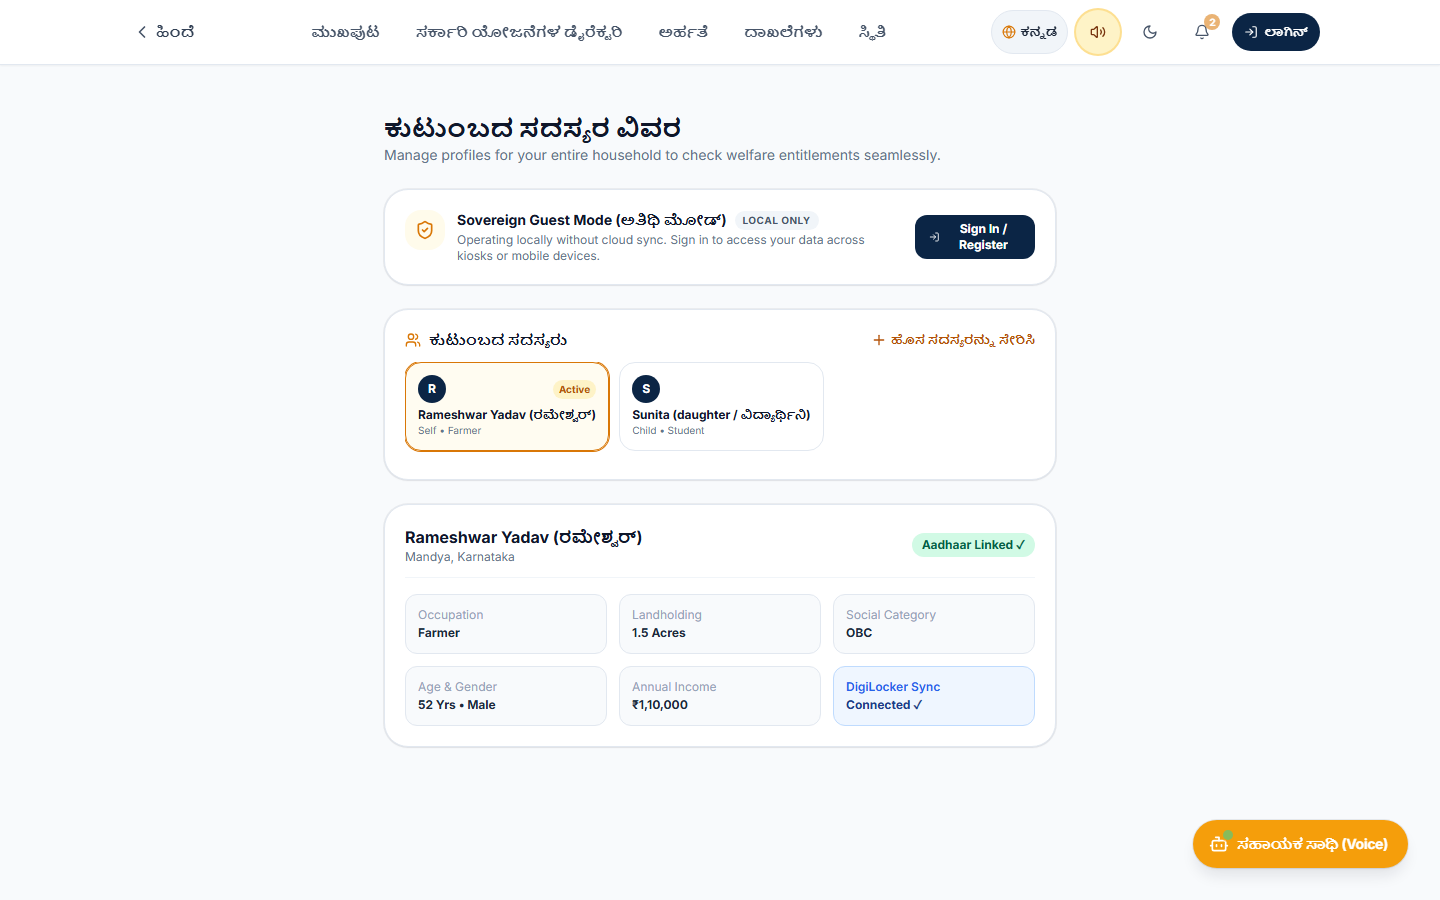 ಹಿಂದೆ
ಮುಖಪುಟ
ಸರ್ಕಾರಿ ಯೋಜನೆಗಳ ಡೈರೆಕ್ಟರಿ
ಅರ್ಹತೆ
ದಾಖಲೆಗಳು
ಸ್ಥಿತಿ
ಕನ್ನಡ
2
ಲಾಗಿನ್
ಕುಟುಂಬದ ಸದಸ್ಯರ ವಿವರ
Manage profiles for your entire household to check welfare entitlements seamlessly.
Sovereign Guest Mode (ಅತಿಥಿ ಮೋಡ್) LOCAL ONLY
Operating locally without cloud sync. Sign in to access your data across
kiosks or mobile devices.
Sign In /
Register
ಕುಟುಂಬದ ಸದಸ್ಯರು
+ ಹೊಸ ಸದಸ್ಯರನ್ನು ಸೇರಿಸಿ
R
Active
Rameshwar Yadav (ರಮೇಶ್ವರ್)
Self • Farmer
S
Sunita (daughter / ವಿದ್ಯಾರ್ಥಿನಿ)
Child • Student
Rameshwar Yadav (ರಮೇಶ್ವರ್)
Mandya, Karnataka
Aadhaar Linked ✓
Occupation
Farmer
Landholding
1.5 Acres
Social Category
OBC
Age & Gender
52 Yrs • Male
Annual Income
₹1,10,000
DigiLocker Sync
Connected ✓
ಸಹಾಯಕ ಸಾಥಿ (Voice)